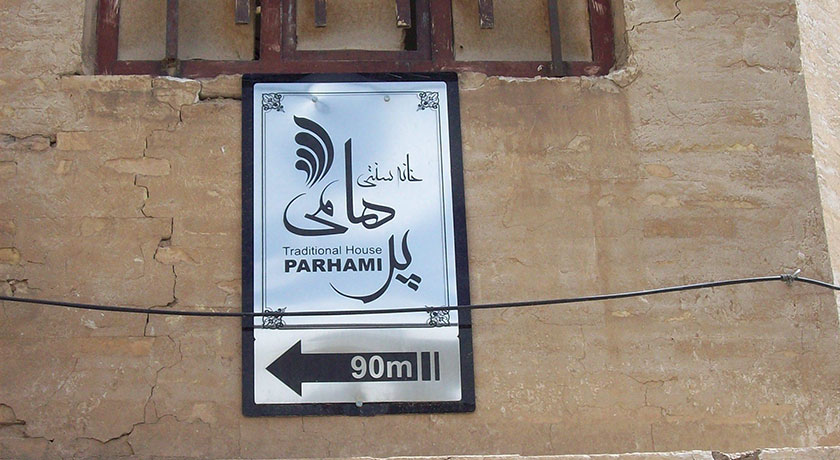 خانه سنتی
پرهامی
Traditional House
PARHAMI
90m